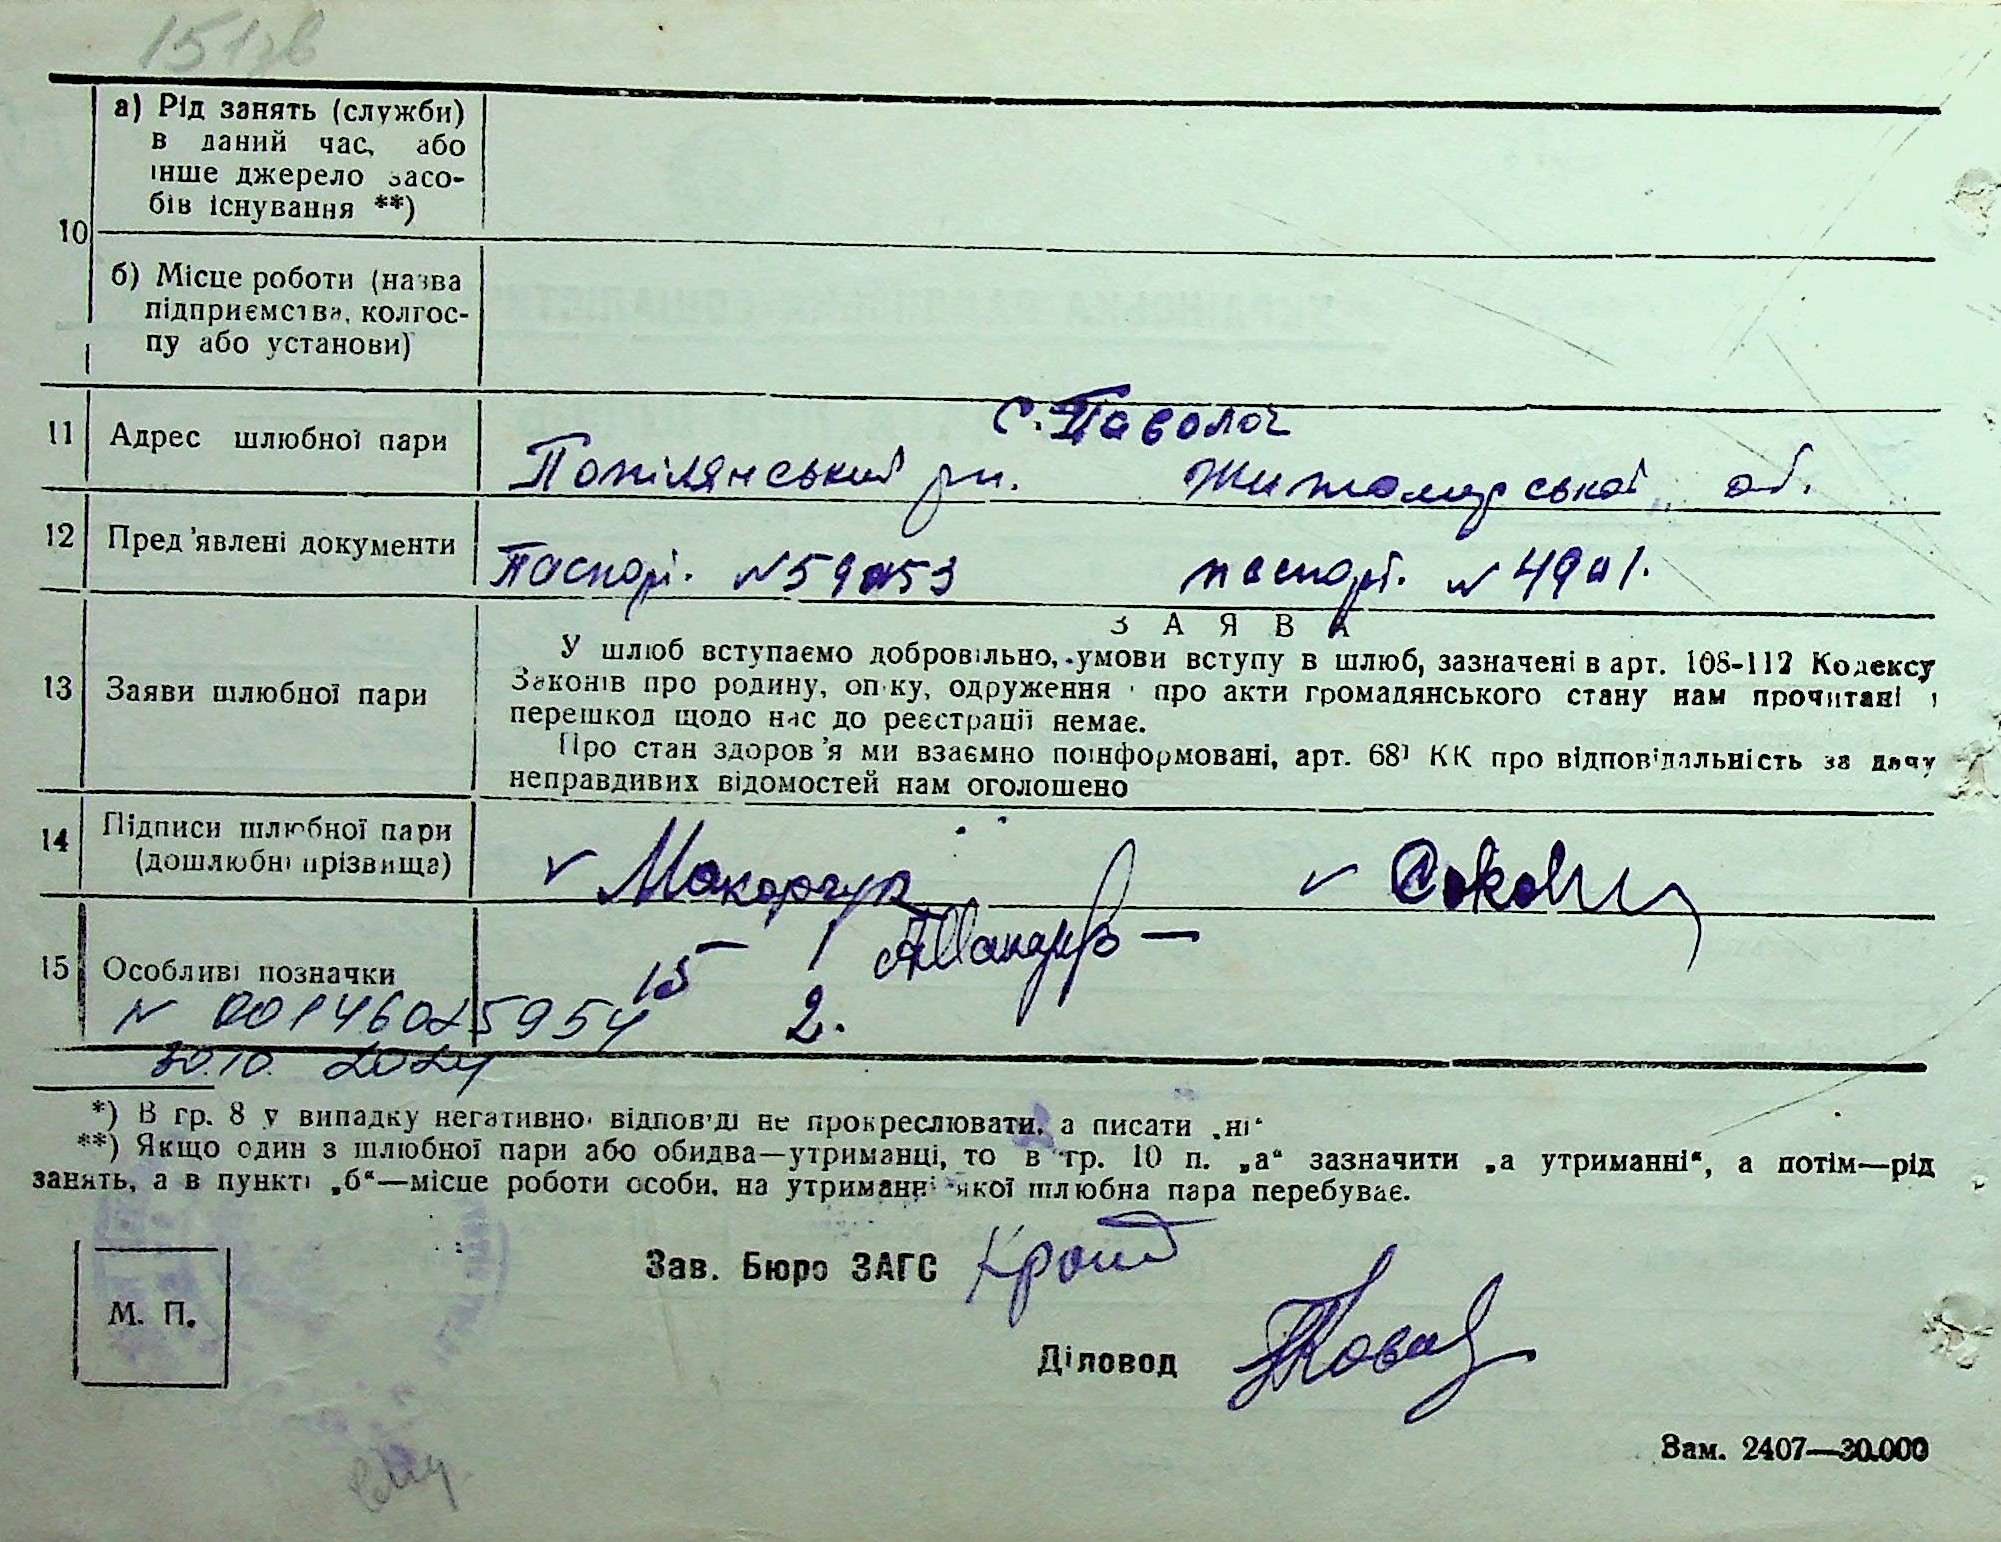 151зв
а) Рід занять (служби)
в даний час, або
інше джерело засо-
бів існування **)
10
б) Місце роботи (назва
підприємства, колгос-
пу або установи)
11 Адрес шлюбної пари
с. Паволоч
Попілянський рн. Житомирської об.
12 Пред'явлені документи
Паспорт. N паспорт. N
ЗАЯВА
13 Заяви шлюбної пари
У шлюб вступаємо добровільно, умови вступу в шлюб, зазначені в арт. 108-112 Кодексу
Законів про родину, опіку, одруження і про акти громадянського стану нам прочитані і
перешкод щодо нас до реєстрації немає.
Про стан здоров'я ми взаємно поінформовані, арт. 68¹ КК про відповідальність за дачу
неправдивих відомостей нам оголошено
14 Підписи шлюбної пари
(дошлюбні прізвища)
v Макарчук v
15 Особливі позначки
15 1
N 00146025954 2.
30.10. 2024
*) В гр. 8 у випадку негативної відповіді не прокреслювати, а писати „ні“
**) Якщо один з шлюбної пари або обидва—утриманці, то в гр. 10 п. „а“ зазначити „а утриманні“, а потім—рід
занять, а в пункті „б“—місце роботи особи, на утриманні якої шлюбна пара перебуває.
Зав. Бюро ЗАГС
М. П.
Діловод
Зам. 2407—30.000